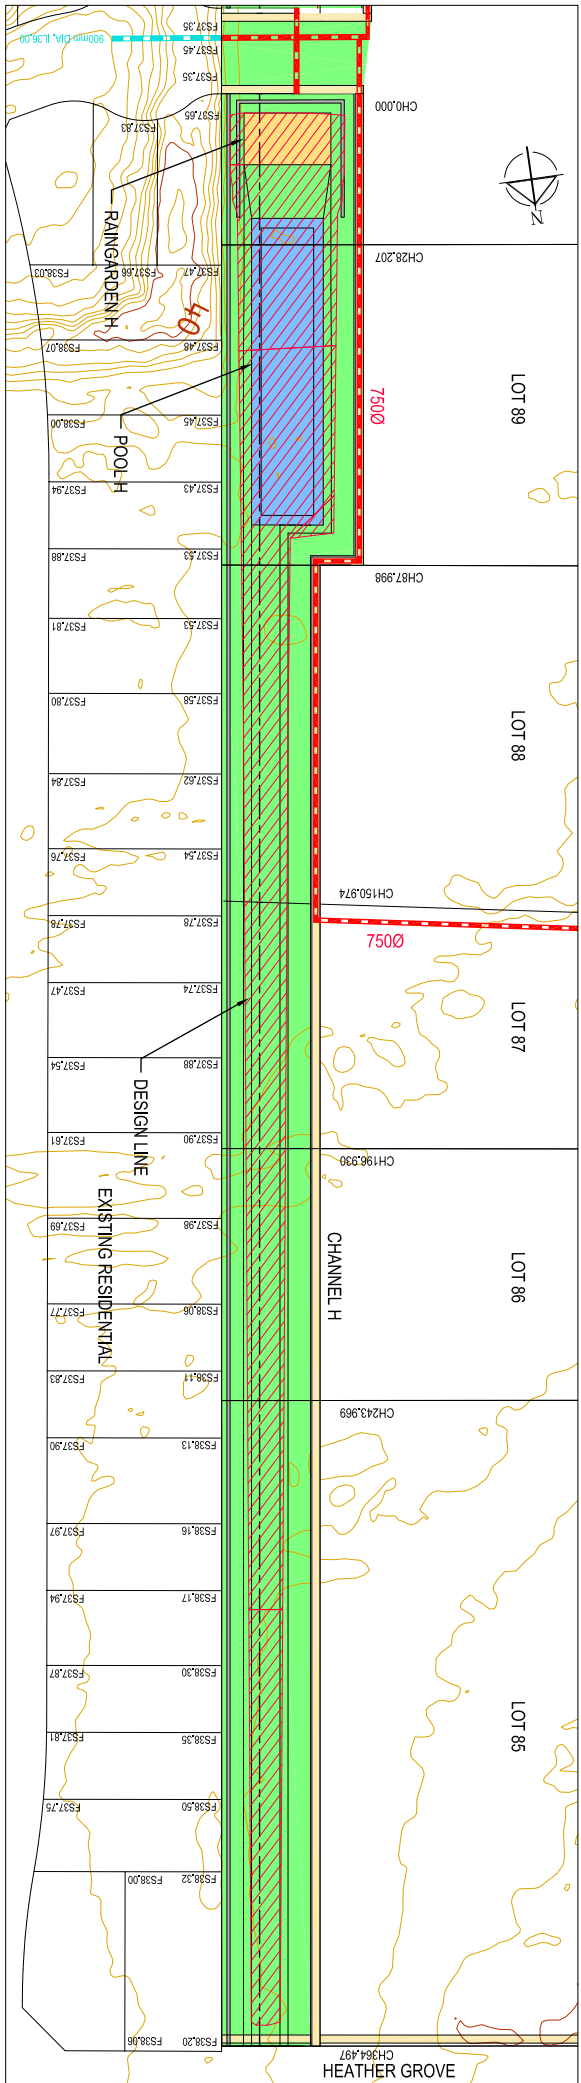 FS37.35
900mm DIA. IL36.00
FS37.45
FS37.35
CH0.000
FS37.65
FS37.83
N
RAINGARDEN H
CH28.207
FS38.03
FS37.66
FS37.47
40
FS38.07
FS37.48
LOT 89
750Ø
FS38.00
FS37.45
POOL H
FS37.94
FS37.43
FS37.88
FS37.53
CH87.998
FS37.81
FS37.53
FS37.80
FS37.58
LOT 88
FS37.84
FS37.62
FS37.76
FS37.54
CH150.974
FS37.78
FS37.78
750Ø
FS37.47
FS37.74
LOT 87
FS37.54
FS37.88
DESIGN LINE
FS37.61
FS37.90
CH196.930
EXISTING RESIDENTIAL
FS37.69
FS37.98
CHANNEL H
LOT 86
FS37.77
FS38.06
FS37.83
FS38.11
CH243.969
FS37.90
FS38.13
FS37.97
FS38.16
FS37.94
FS38.17
FS37.87
FS38.30
LOT 85
FS37.81
FS38.35
FS37.75
FS38.50
FS38.00
FS38.32
FS38.06
FS38.20
CH364.497
HEATHER GROVE